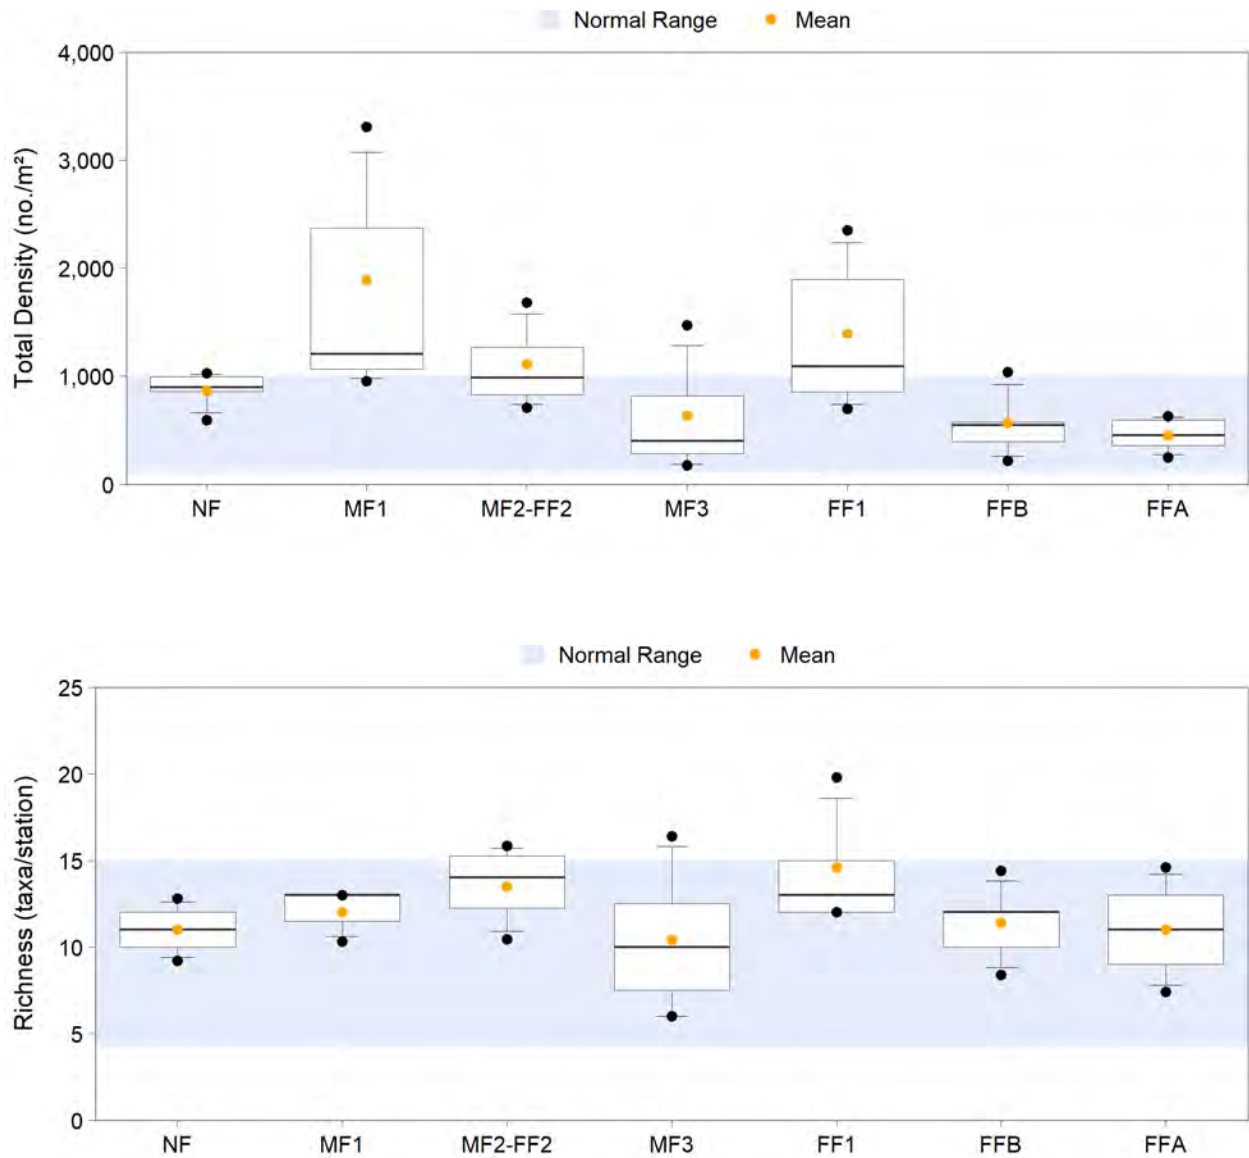 Normal Range Mean
4,000
3,000
2,000
1,000
0
Total Density (no./m²)
NF MF1 MF2-FF2 MF3 FF1 FFB FFA
Normal Range Mean
25
20
15
10
5
0
Richness (taxa/station)
NF MF1 MF2-FF2 MF3 FF1 FFB FFA